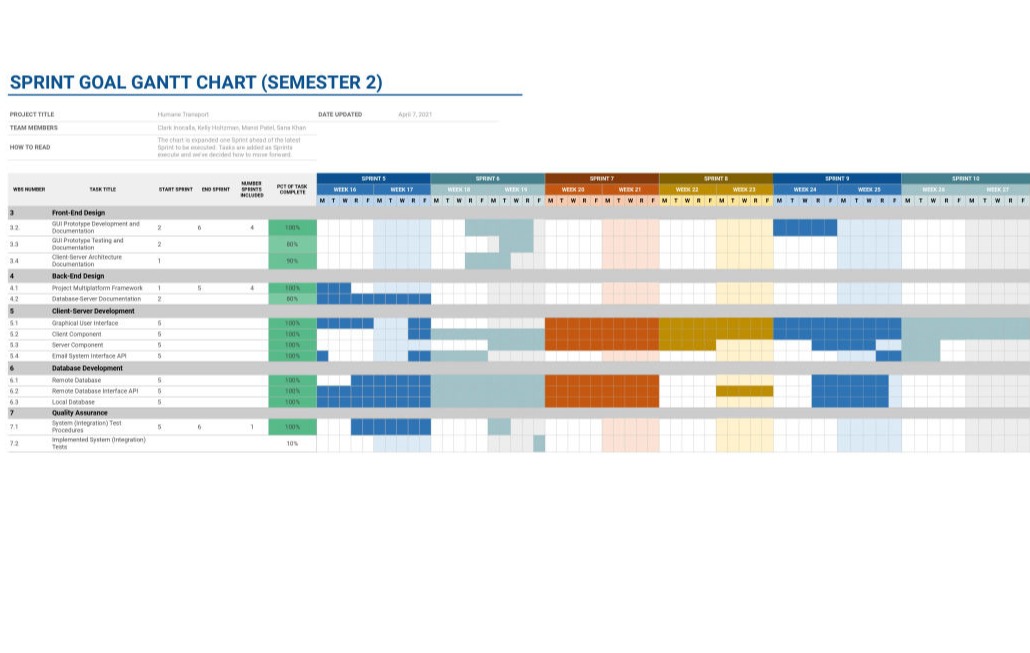 SPRINT GOAL GANTT CHART (SEMESTER 2)
PROJECT TITLE Humane Transport DATE UPDATED April 7, 2021
TEAM MEMBERS Clark Inocalla, Kelly Holtzman, Mansi Patel, Sana Khan
HOW TO READ The chart is expanded one Sprint ahead of the latest
Sprint to be executed. Tasks are added as Sprints
execute and we've decided how to move forward.
SPRINT 5 SPRINT 6 SPRINT 7 SPRINT 8 SPRINT 9 SPRINT 10
WBS NUMBER TASK TITLE START SPRINT END SPRINT NUMBER SPRINTS INCLUDED PCT OF TASK COMPLETE
WEEK 16 WEEK 17 WEEK 18 WEEK 19 WEEK 20 WEEK 21 WEEK 22 WEEK 23 WEEK 24 WEEK 25 WEEK 26 WEEK 27
M T W R F M T W R F M T W R F M T W R F M T W R F M T W R F M T W R F M T W R F M T W R F M T W R F M T W R F M T W R F
3 Front-End Design
3.2. GUI Prototype Development and Documentation 2 6 4 100%
3.3 GUI Prototype Testing and Documentation 2 80%
3.4 Client-Server Architecture Documentation 1 90%
4 Back-End Design
4.1 Project Multiplatform Framework 1 5 4 100%
4.2 Database-Server Documentation 2 80%
5 Client-Server Development
5.1 Graphical User Interface 5 100%
5.2 Client Component 5 100%
5.3 Server Component 5 100%
5.4 Email System Interface API 5 100%
6 Database Development
6.1 Remote Database 5 100%
6.2 Remote Database Interface API 5 100%
6.3 Local Database 5 100%
7 Quality Assurance
7.1 System (Integration) Test Procedures 5 6 1 100%
7.2. Implemented System (Integration) Tests 10%